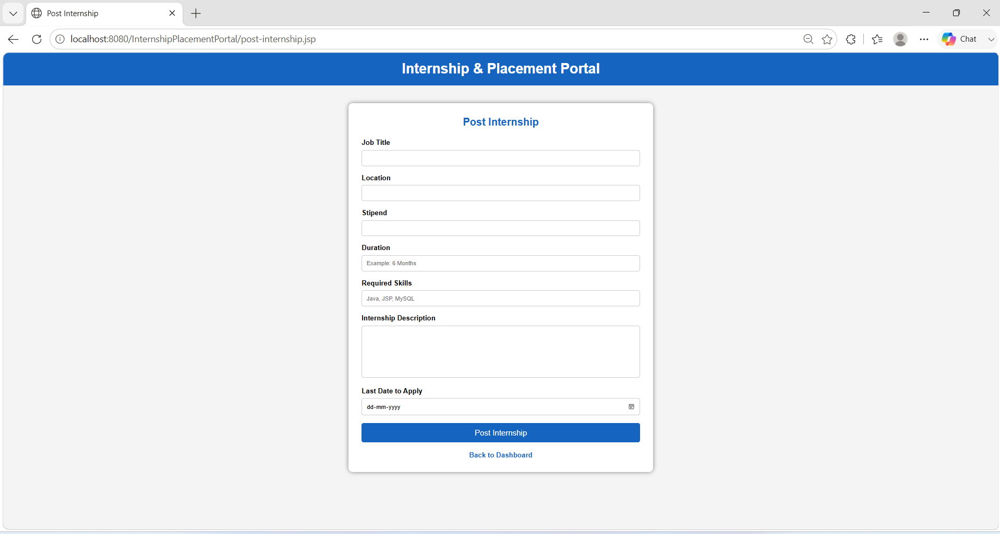 Post Internship
localhost:8080/InternshipPlacementPortal/post-internship.jsp
Chat
Internship & Placement Portal
Post Internship
Job Title
Location
Stipend
Duration
Example: 6 Months
Required Skills
Java, JSP, MySQL
Internship Description
Last Date to Apply
dd-mm-yyyy
Post Internship
Back to Dashboard